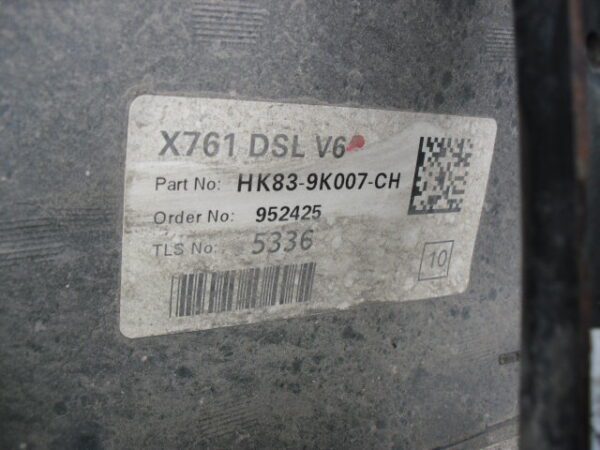 X761 DSL V6
Part No: HK83-9K007-CH
Order No: 952425
TLS No: 5336
10